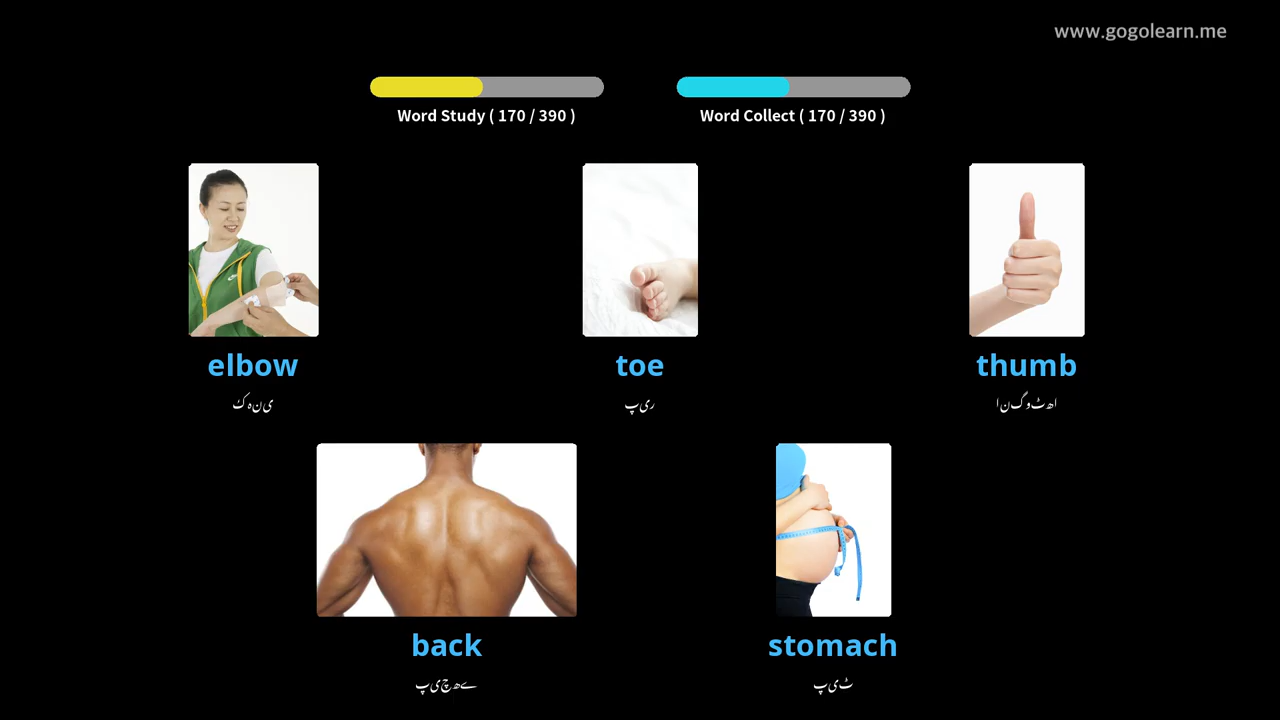 www.gogolearn.me
Word Study ( 170 / 390 )
Word Collect ( 170 / 390 )
elbow
کہنی
toe
پیر
thumb
انگوٹھا
back
پیچھے
stomach
پیٹ